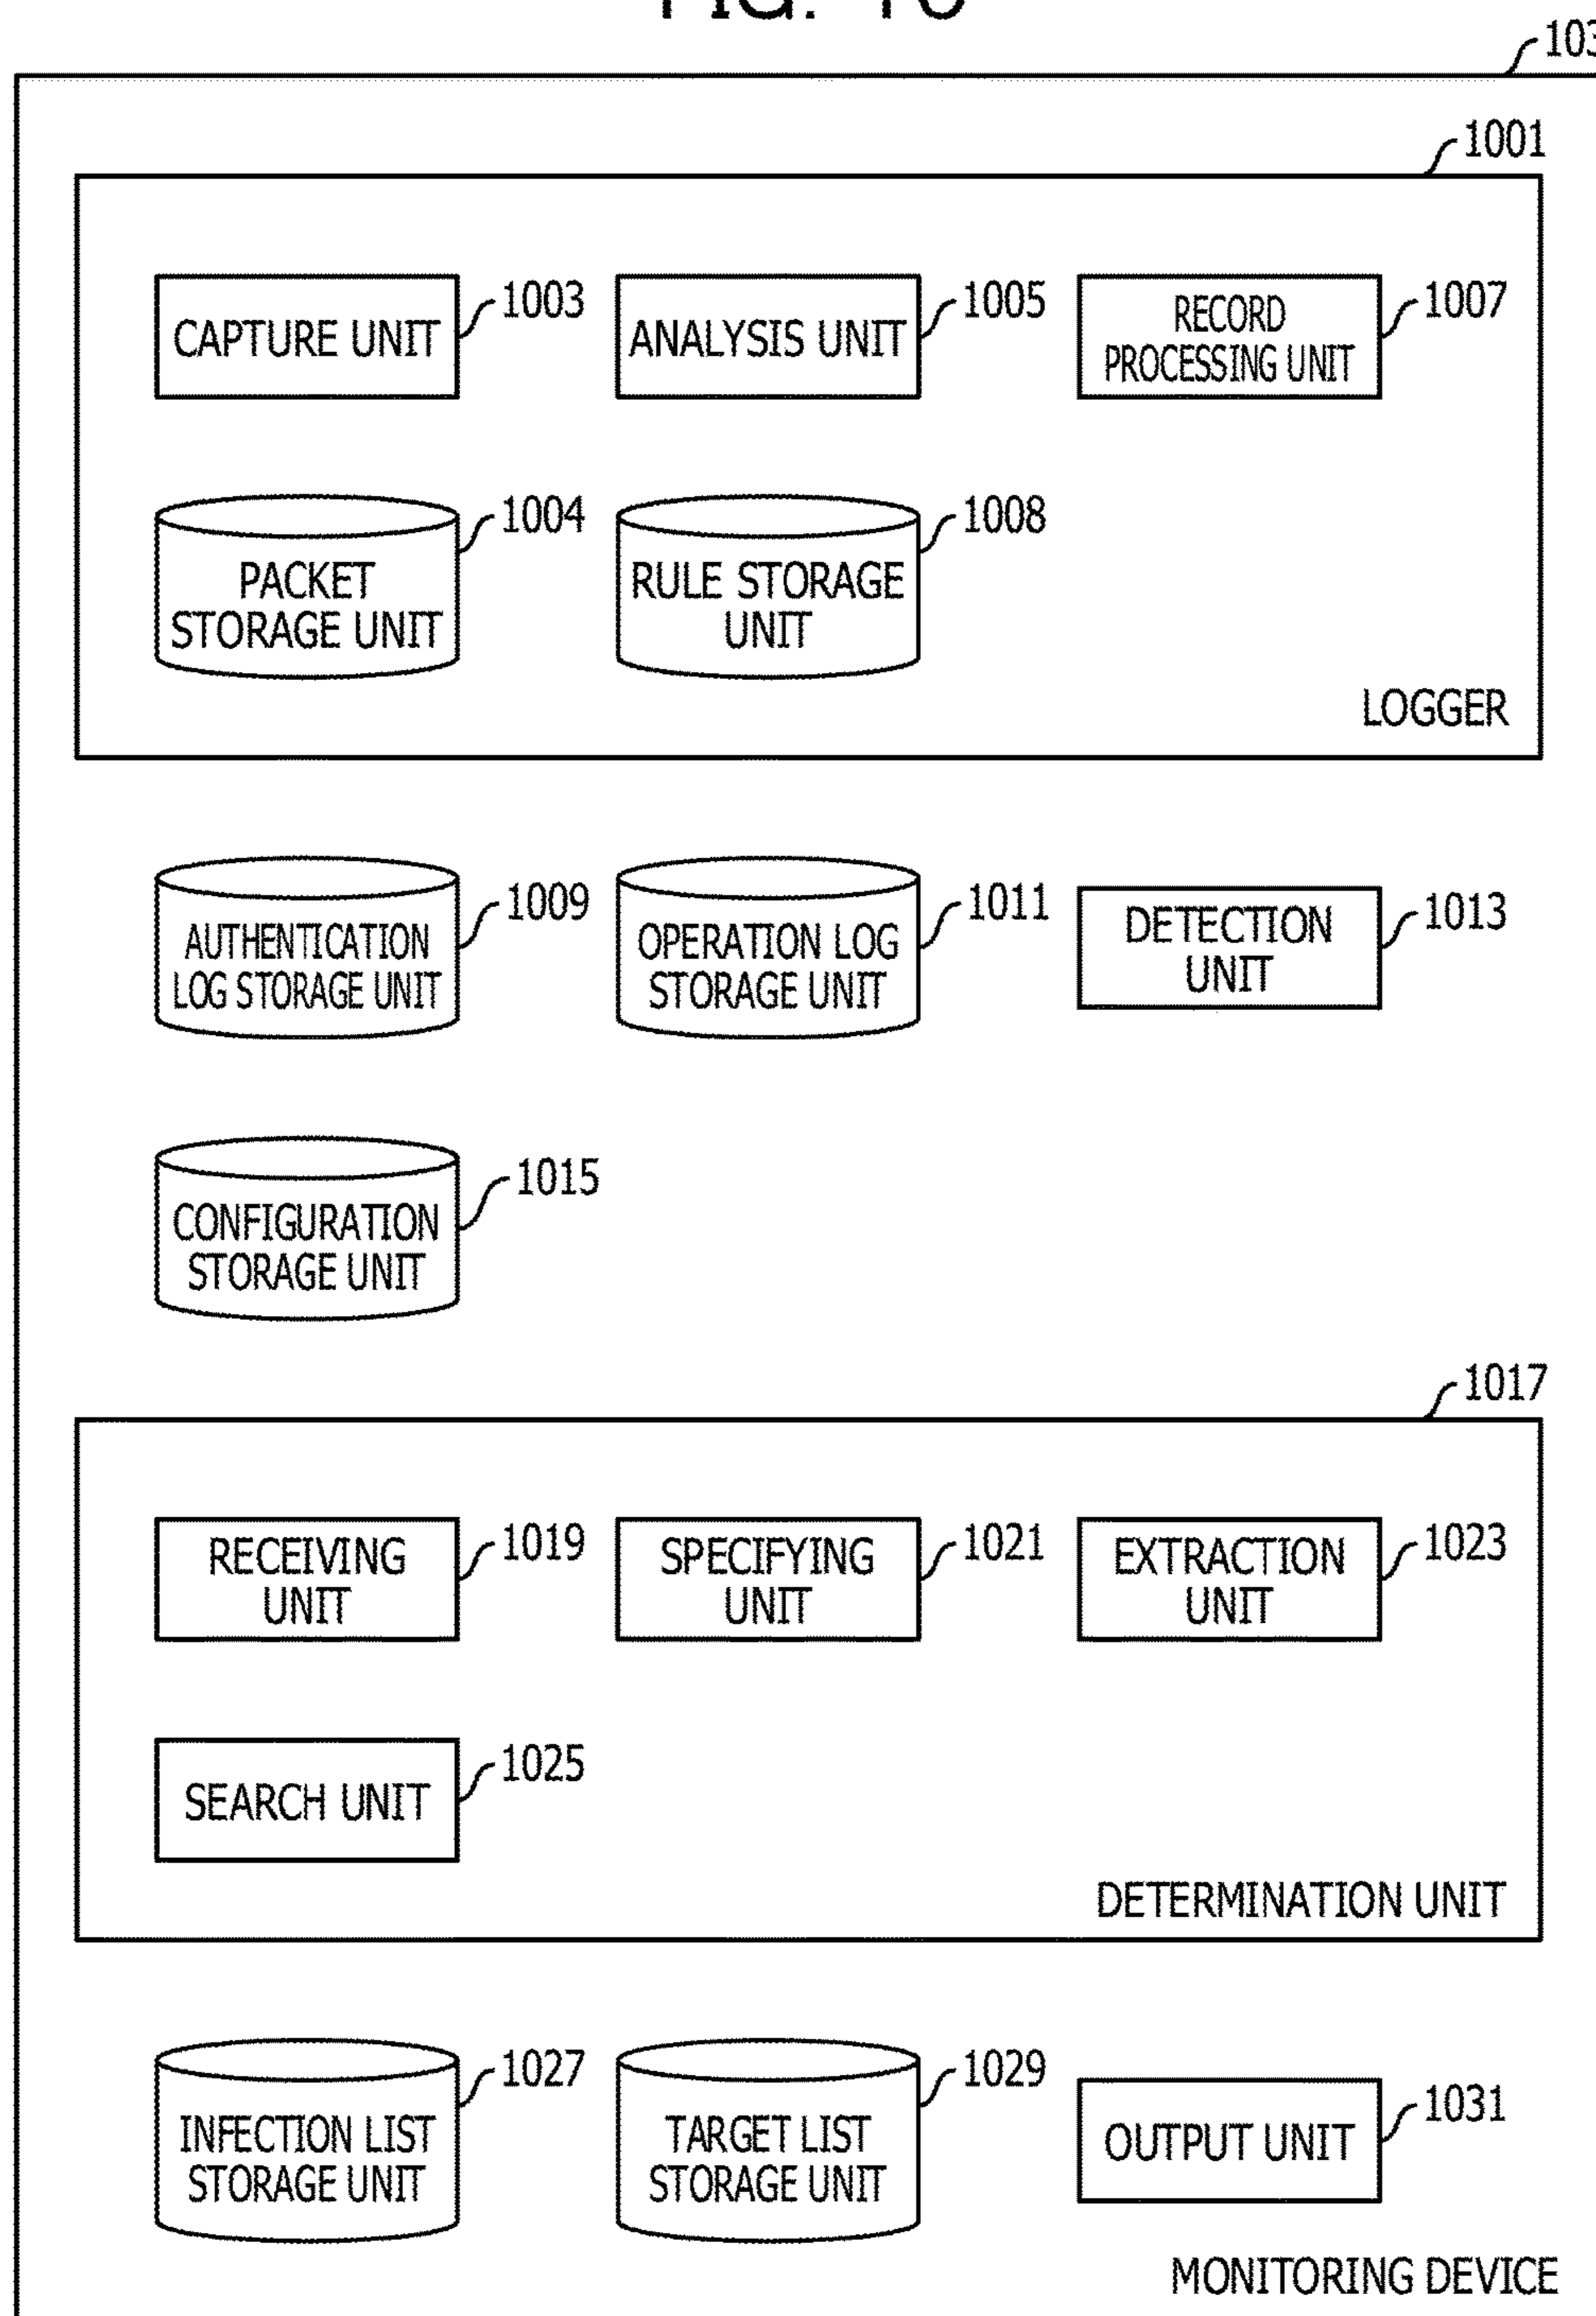 FIG. 10
103
1001
CAPTURE UNIT
1003
ANALYSIS UNIT
1005
RECORD
PROCESSING UNIT
1007
PACKET
STORAGE UNIT
1004
RULE STORAGE
UNIT
1008
LOGGER
AUTHENTICATION
LOG STORAGE UNIT
1009
OPERATION LOG
STORAGE UNIT
1011
DETECTION
UNIT
1013
CONFIGURATION
STORAGE UNIT
1015
1017
RECEIVING
UNIT
1019
SPECIFYING
UNIT
1021
EXTRACTION
UNIT
1023
SEARCH UNIT
1025
DETERMINATION UNIT
INFECTION LIST
STORAGE UNIT
1027
TARGET LIST
STORAGE UNIT
1029
OUTPUT UNIT
1031
MONITORING DEVICE